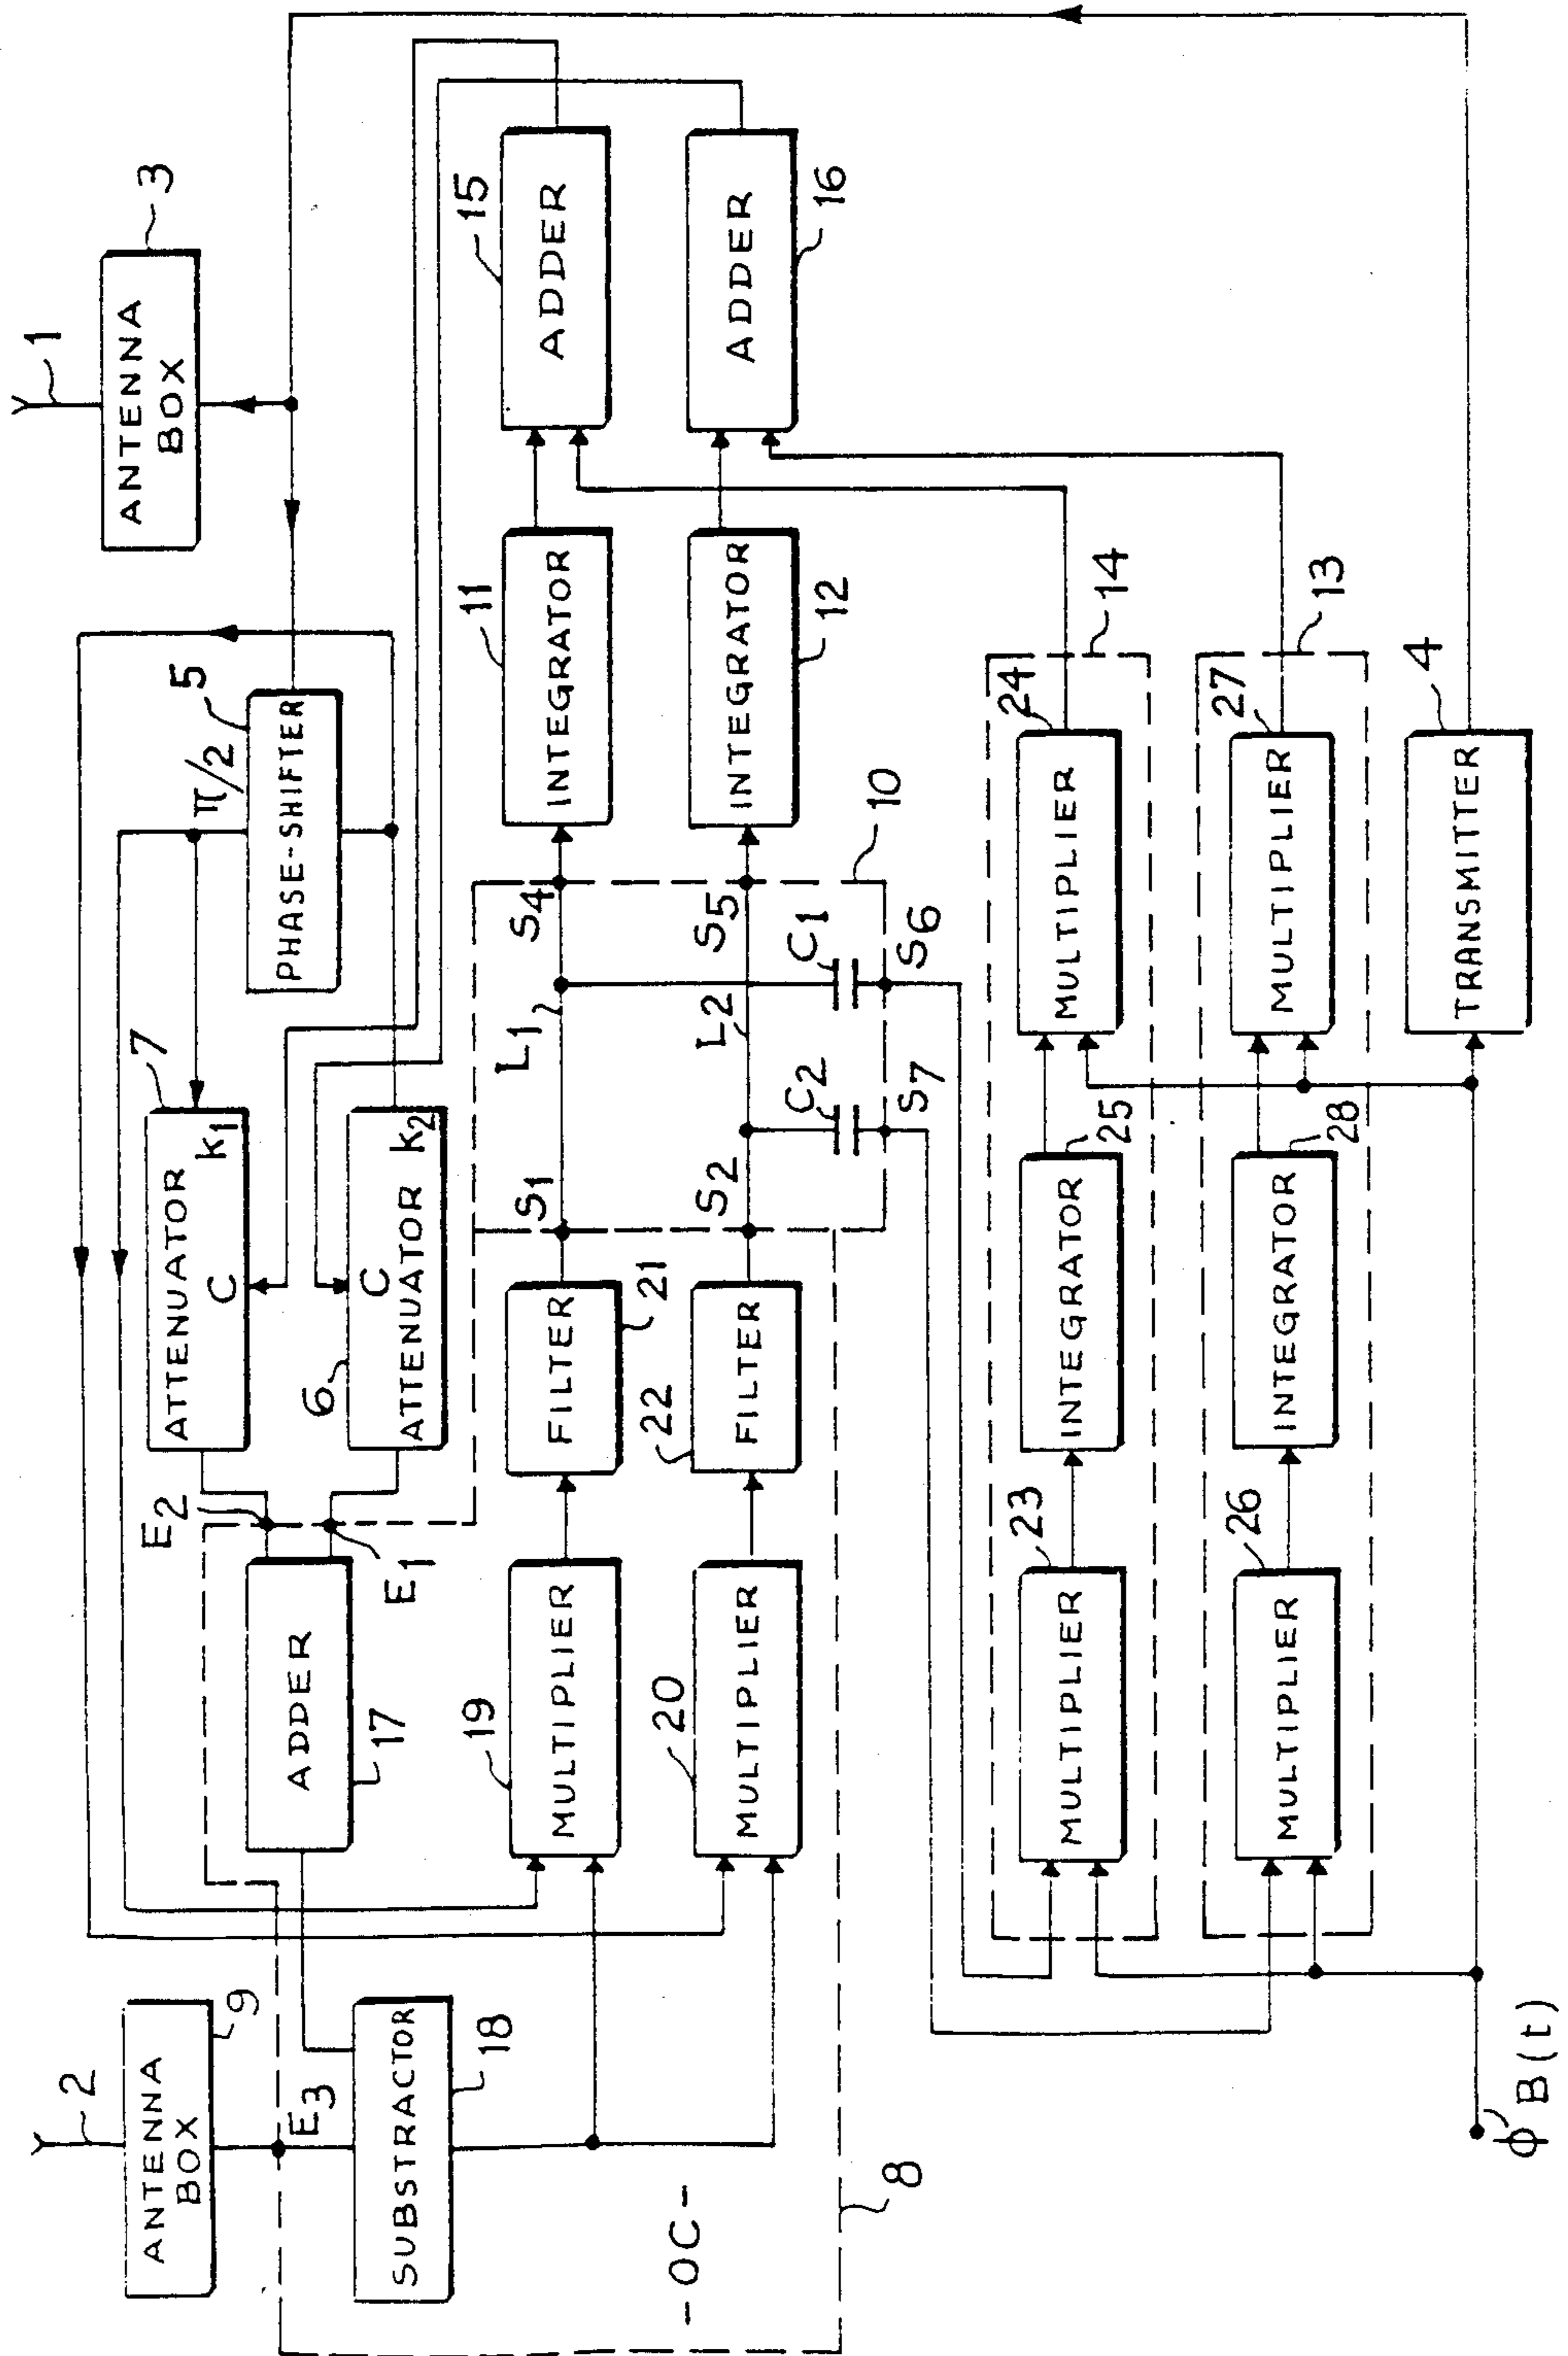 2
ANTENNA
BOX
9
E3
SUBSTRACTOR
18
- OC -
8
ADDER
17
E2
E1
1
ANTENNA
BOX
3
π/2
5
PHASE-SHIFTER
7
ATTENUATOR
k1
C
6
C
ATTENUATOR
k2
19
MULTIPLIER
20
MULTIPLIER
FILTER
21
22
FILTER
S1
L1
S4
S2
L2
S5
C2
C1
S7
S6
10
11
INTEGRATOR
INTEGRATOR
12
15
ADDER
ADDER
16
23
MULTIPLIER
INTEGRATOR
25
24
MULTIPLIER
14
26
MULTIPLIER
INTEGRATOR
28
27
MULTIPLIER
13
4
TRANSMITTER
ϕB(t)